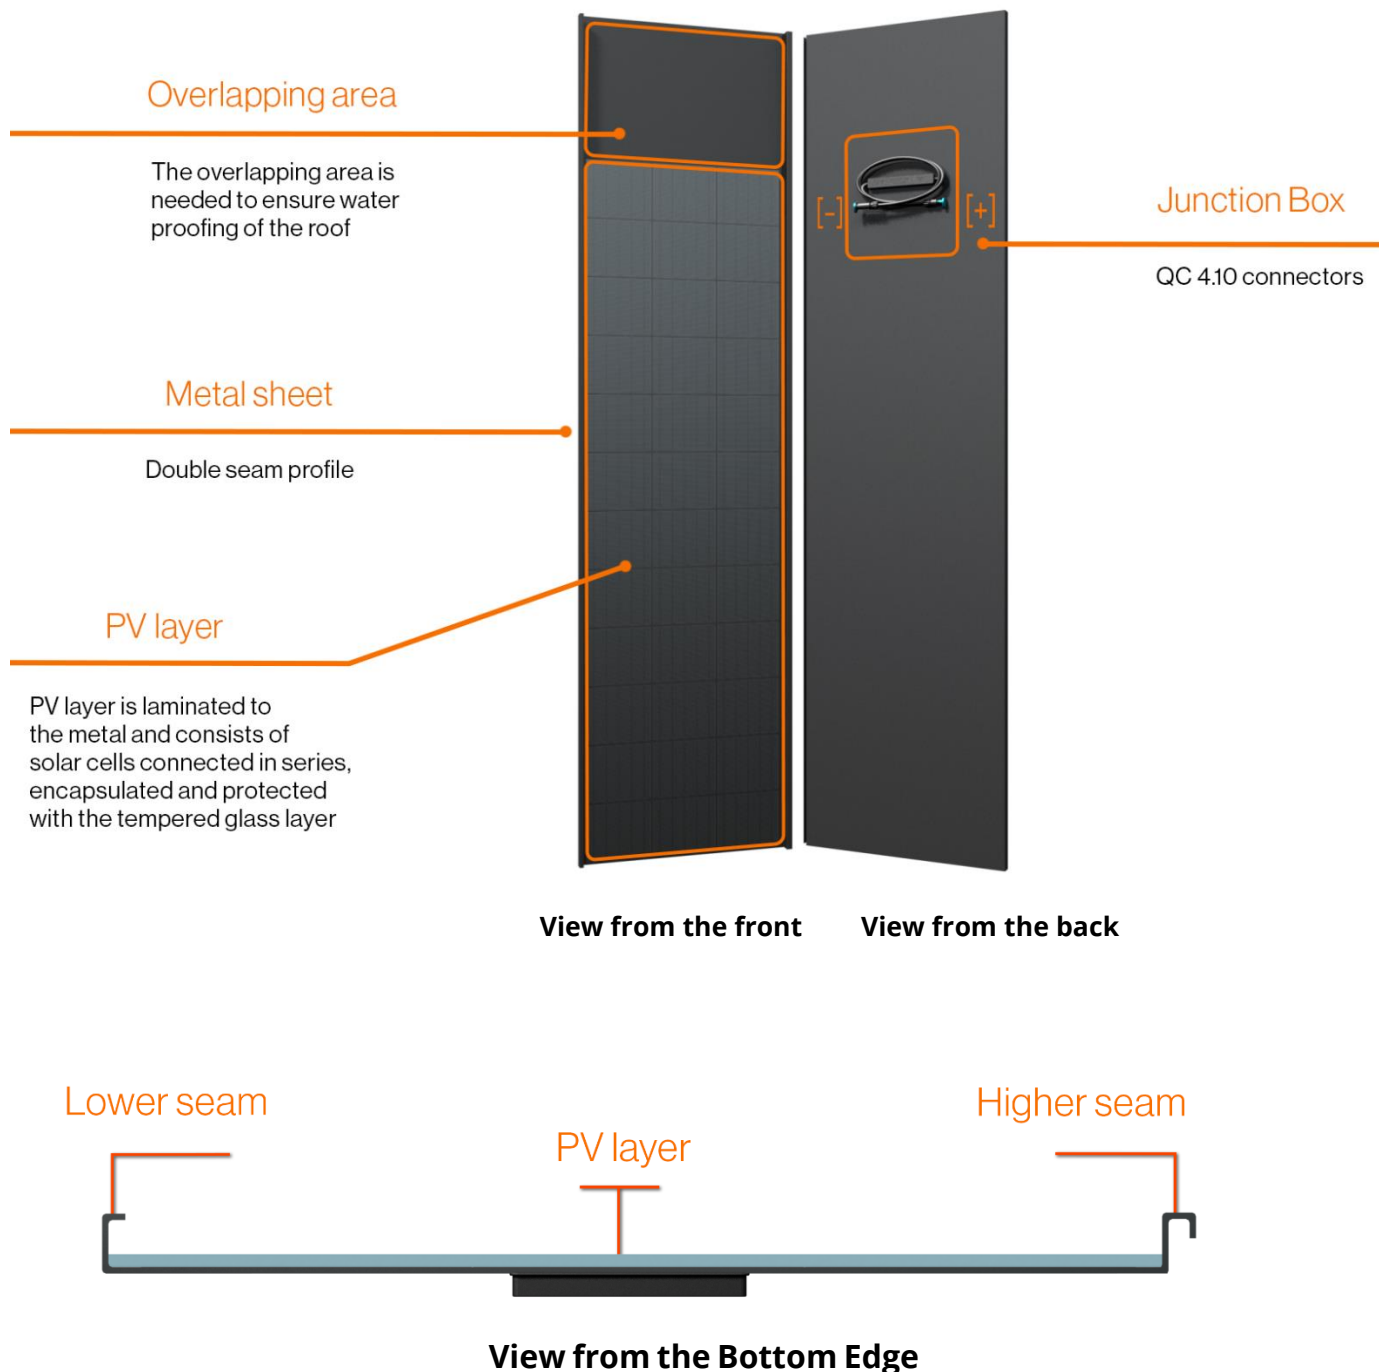 Overlapping area
The overlapping area is
needed to ensure water
proofing of the roof
Metal sheet
Double seam profile
PV layer
PV layer is laminated to
the metal and consists of
solar cells connected in series,
encapsulated and protected
with the tempered glass layer
[-]
[+]
Junction Box
QC 4.10 connectors
View from the front
View from the back
Lower seam
PV layer
Higher seam
View from the Bottom Edge